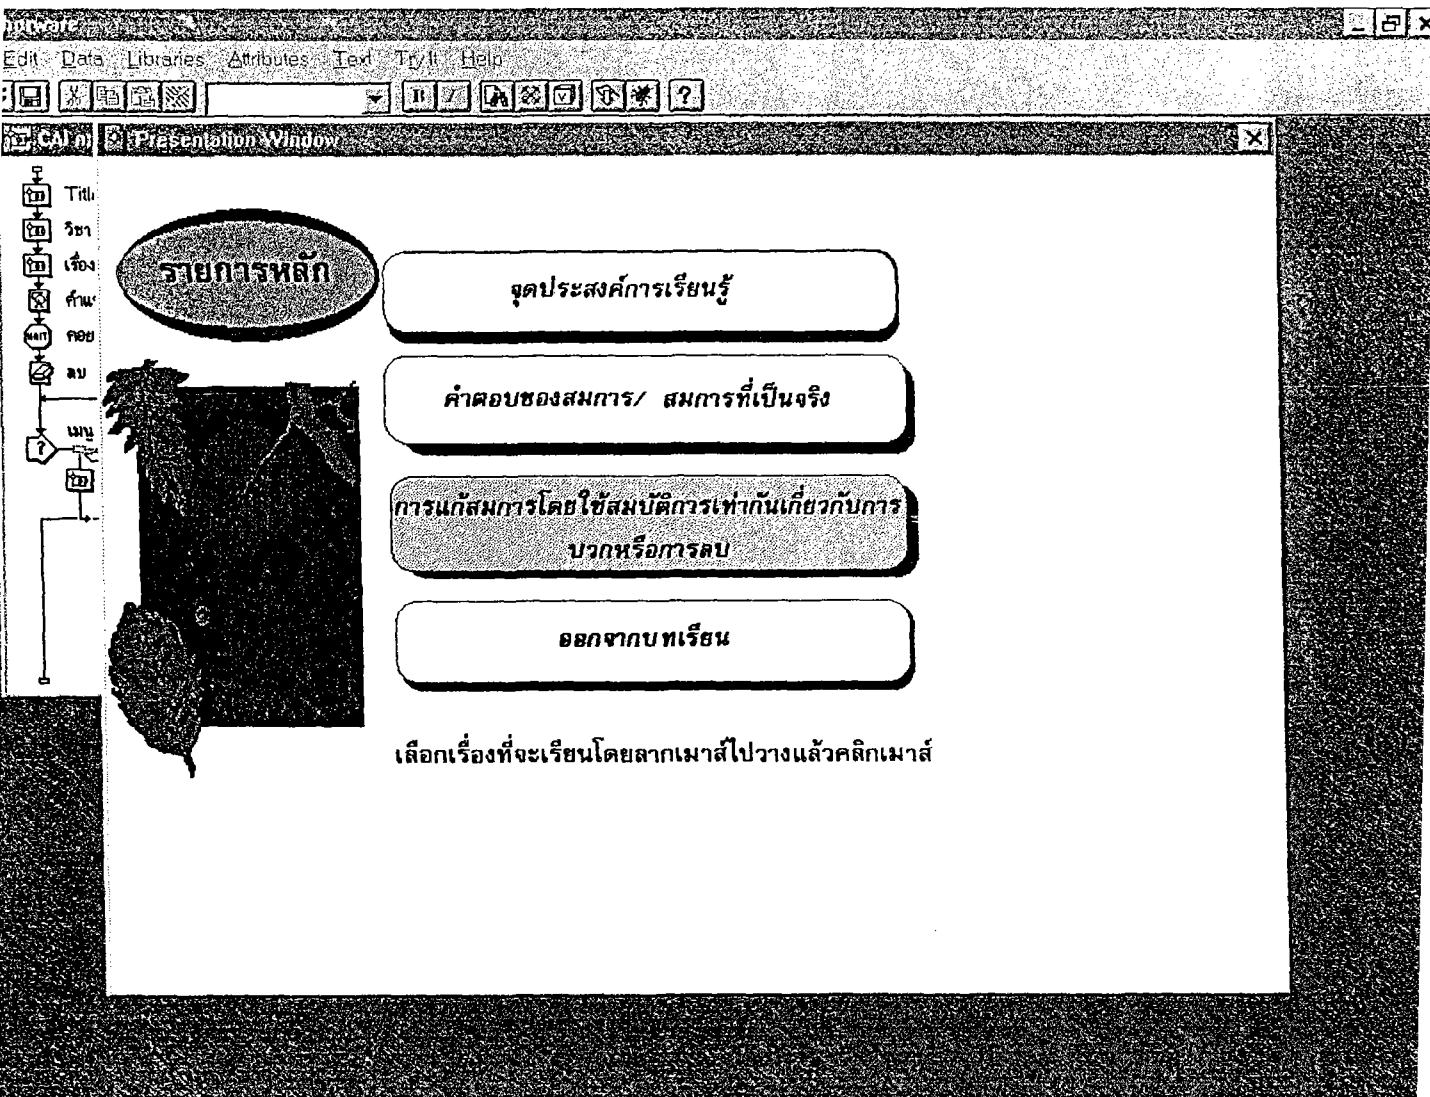 Edit Data Libraries Attributes Text Try It Help
B I ?
Presentation Window
Titl
วิชา
เรื่อง
WAIT คอย
ลบ
เมนู
?
รายการหลัก
จุดประสงค์การเรียนรู้
คำตอบของสมการ/ สมการที่เป็นจริง
การแก้สมการโดยใช้สมบัติการเท่ากันเกี่ยวกับการ
บวกหรือการลบ
ออกจากบทเรียน
เลือกเรื่องที่จะเรียนโดยลากเมาส์ไปวางแล้วคลิกเมาส์